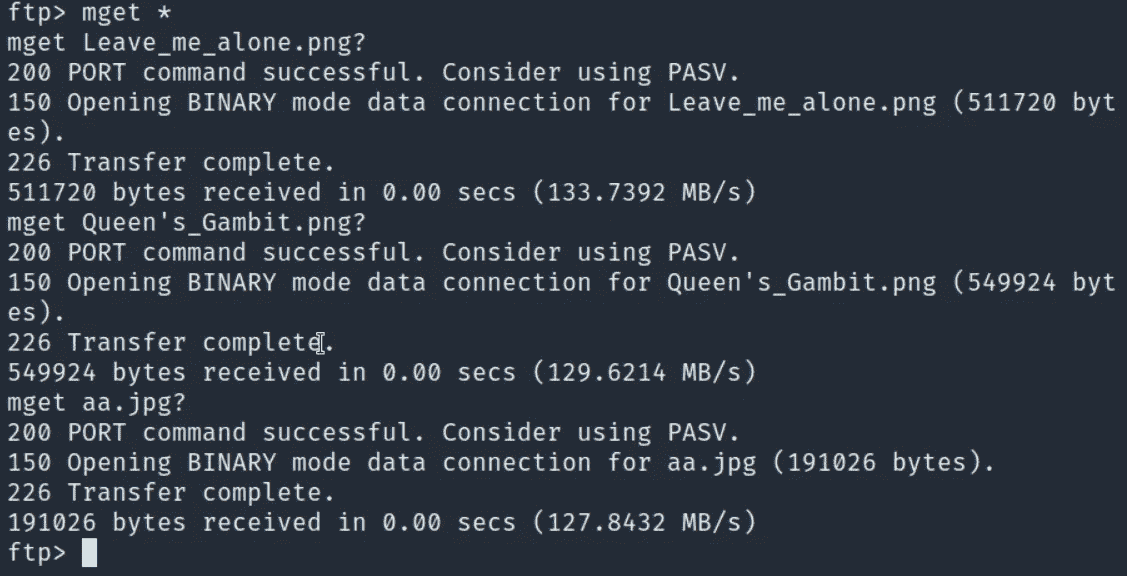 ftp> mget *
mget Leave_me_alone.png?
200 PORT command successful. Consider using PASV.
150 Opening BINARY mode data connection for Leave_me_alone.png (511720 byt
es).
226 Transfer complete.
511720 bytes received in 0.00 secs (133.7392 MB/s)
mget Queen's_Gambit.png?
200 PORT command successful. Consider using PASV.
150 Opening BINARY mode data connection for Queen's_Gambit.png (549924 byt
es).
226 Transfer complete.
549924 bytes received in 0.00 secs (129.6214 MB/s)
mget aa.jpg?
200 PORT command successful. Consider using PASV.
150 Opening BINARY mode data connection for aa.jpg (191026 bytes).
226 Transfer complete.
191026 bytes received in 0.00 secs (127.8432 MB/s)
ftp>